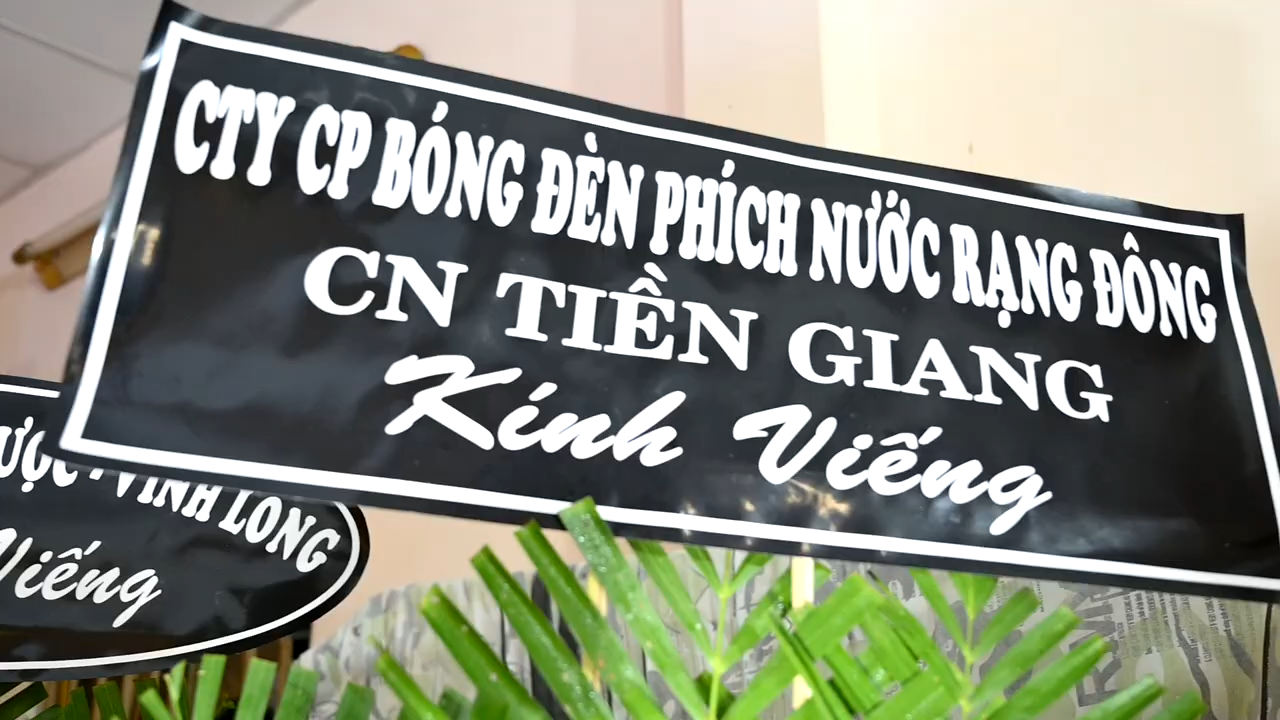 CTY CP BÓNG ĐÈN PHÍCH NƯỚC RẠNG ĐÔNG
CN TIỀN GIANG
Kính Viếng
VĨNH LONG
Viếng